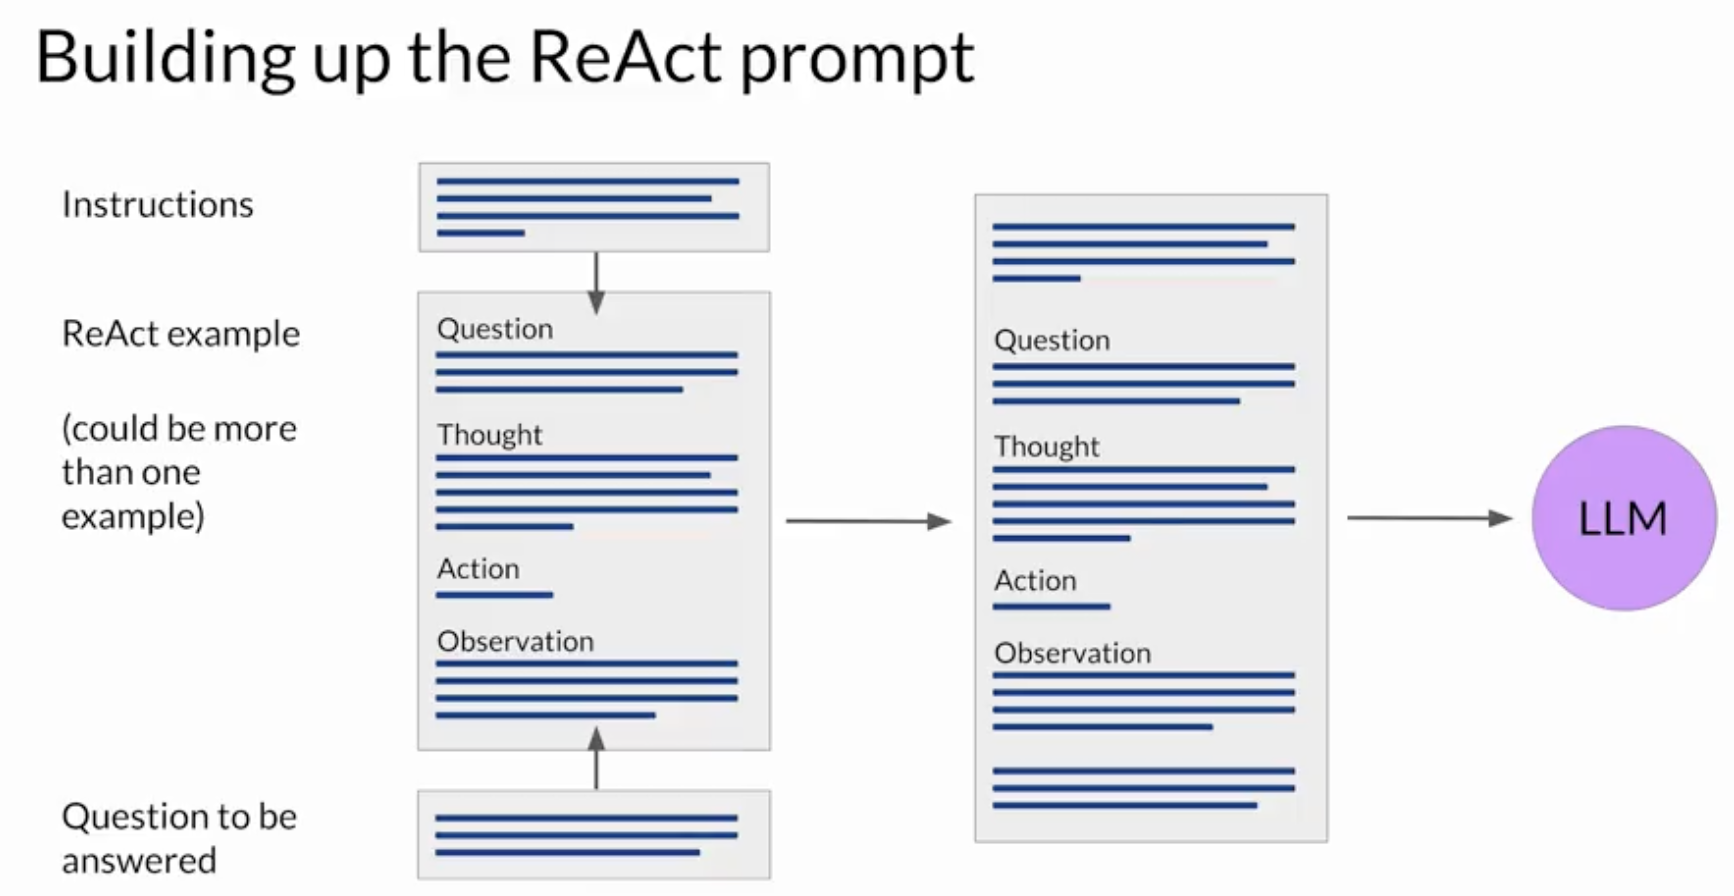 Building up the ReAct prompt
Instructions
ReAct example
(could be more
than one
example)
Question to be
answered
Question
Thought
Action
Observation
Question
Thought
Action
Observation
LLM